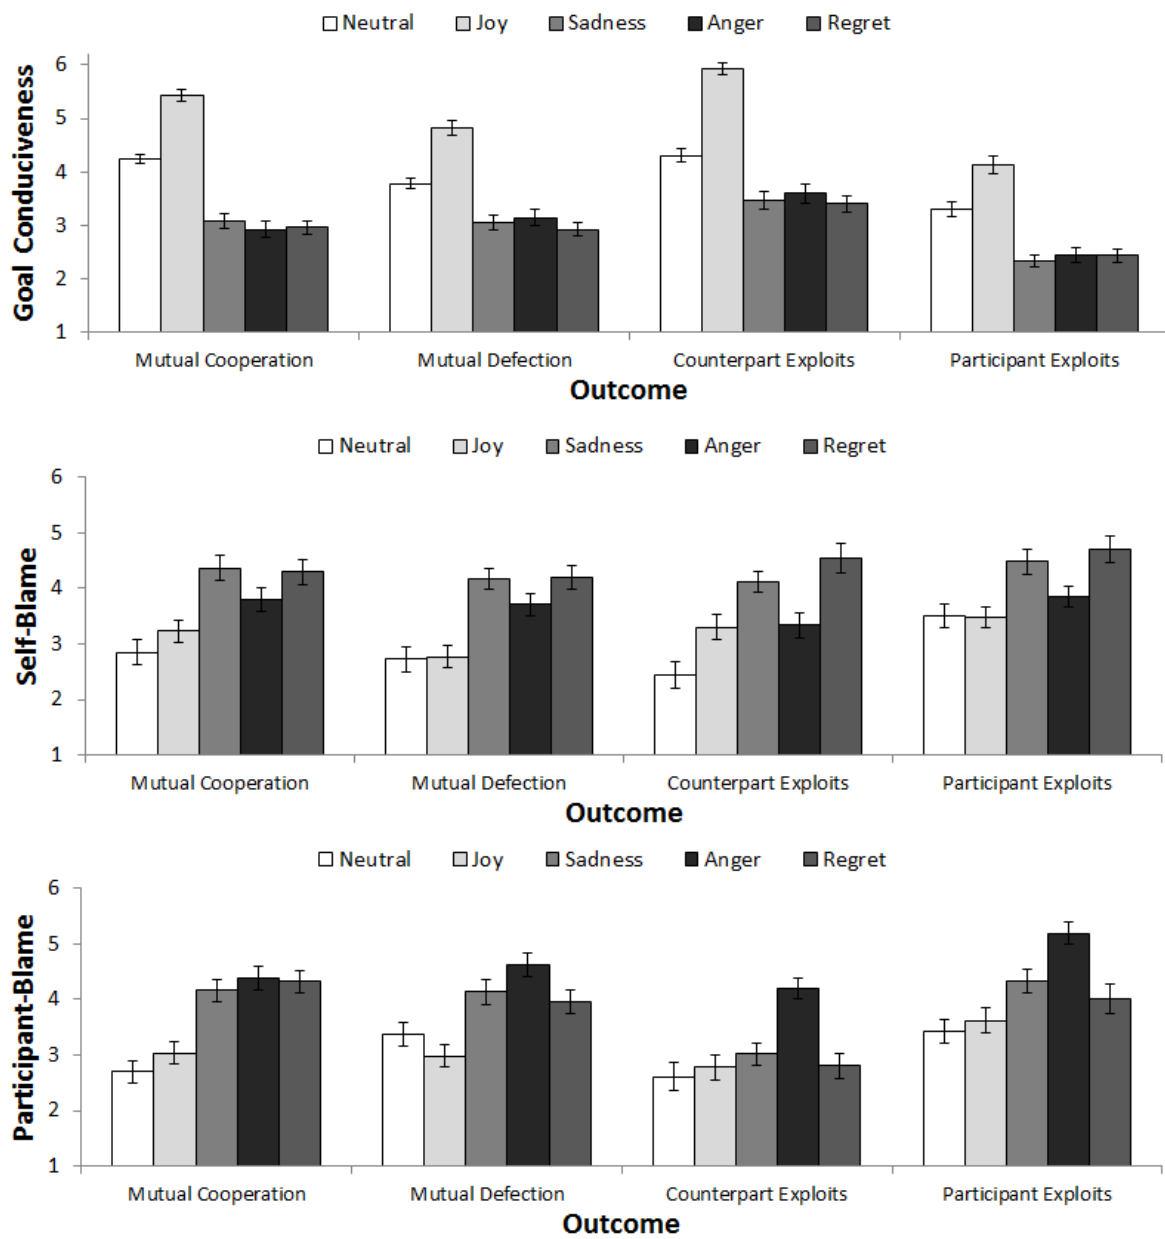 Neutral Joy Sadness Anger Regret
Goal Conduciveness
6
5
4
3
2
1
Mutual Cooperation Mutual Defection Counterpart Exploits Participant Exploits
Outcome
Neutral Joy Sadness Anger Regret
Self-Blame
6
5
4
3
2
1
Mutual Cooperation Mutual Defection Counterpart Exploits Participant Exploits
Outcome
Neutral Joy Sadness Anger Regret
Participant-Blame
6
5
4
3
2
1
Mutual Cooperation Mutual Defection Counterpart Exploits Participant Exploits
Outcome